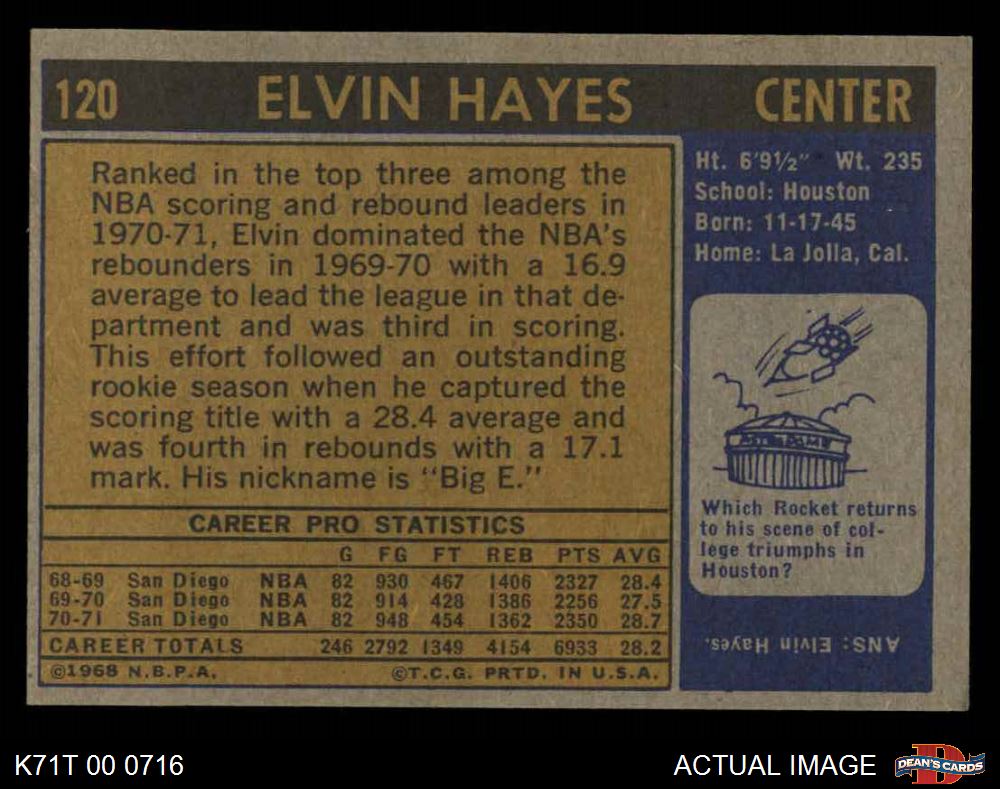 120 ELVIN HAYES CENTER
Ranked in the top three among the
NBA scoring and rebound leaders in
1970-71, Elvin dominated the NBA's
rebounders in 1969-70 with a 16.9
average to lead the league in that de-
partment and was third in scoring.
This effort followed an outstanding
rookie season when he captured the
scoring title with a 28.4 average and
was fourth in rebounds with a 17.1
mark. His nickname is "Big E."
CAREER PRO STATISTICS
G FG FT REB PTS AVG
68-69 San Diego NBA 82 930 467 1406 2327 28.4
69-70 San Diego NBA 82 914 428 1386 2256 27.5
70-71 San Diego NBA 82 948 454 1362 2350 28.7
CAREER TOTALS 246 2792 1349 4154 6933 28.2
©1968 N.B.P.A. ©T.C.G. PRTD. IN U.S.A.
Ht. 6'9½" Wt. 235
School: Houston
Born: 11-17-45
Home: La Jolla, Cal.
ASTRODOME
Which Rocket returns
to his scene of col-
lege triumphs in
Houston?
ANS: Elvin Hayes.
K71T 00 0716
ACTUAL IMAGE
D
DEAN'S CARDS